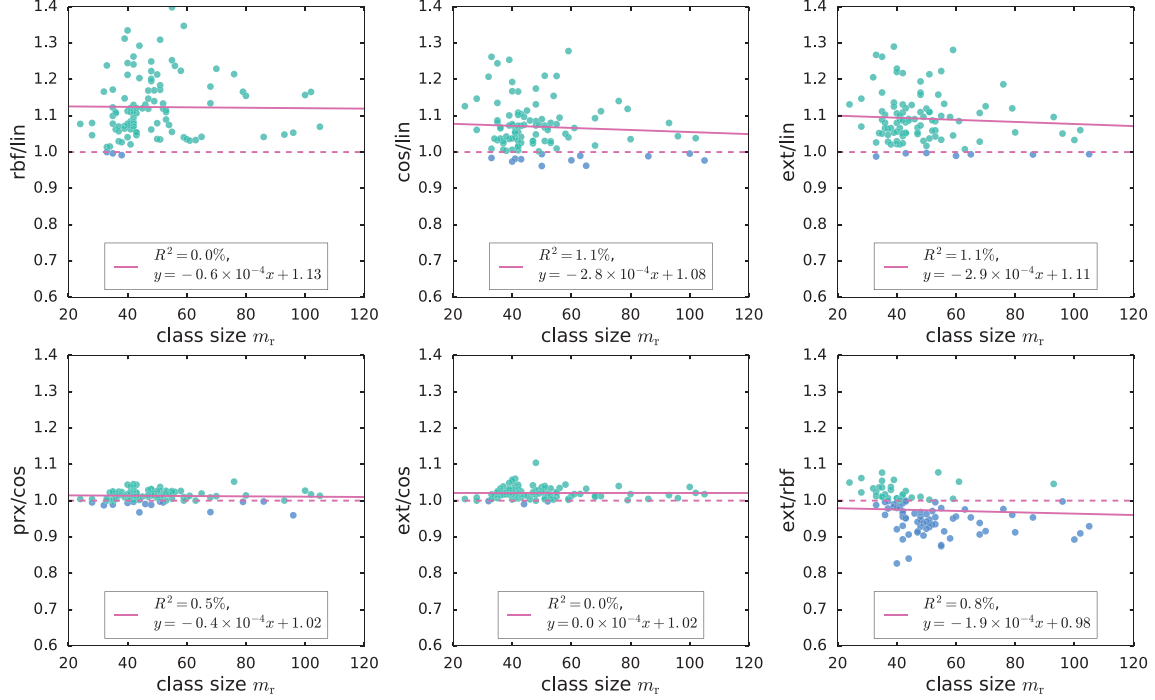 1.4
1.3
1.2
1.1
1.0
0.9
0.8
0.7
0.6
rbf/lin
R² = 0.0%,
y = −0.6 × 10⁻⁴x + 1.13
20 40 60 80 100 120
class size mᵣ
1.4
1.3
1.2
1.1
1.0
0.9
0.8
0.7
0.6
cos/lin
R² = 1.1%,
y = −2.8 × 10⁻⁴x + 1.08
20 40 60 80 100 120
class size mᵣ
1.4
1.3
1.2
1.1
1.0
0.9
0.8
0.7
0.6
ext/lin
R² = 1.1%,
y = −2.9 × 10⁻⁴x + 1.11
20 40 60 80 100 120
class size mᵣ
1.4
1.3
1.2
1.1
1.0
0.9
0.8
0.7
0.6
prx/cos
R² = 0.5%,
y = −0.4 × 10⁻⁴x + 1.02
20 40 60 80 100 120
class size mᵣ
1.4
1.3
1.2
1.1
1.0
0.9
0.8
0.7
0.6
ext/cos
R² = 0.0%,
y = 0.0 × 10⁻⁴x + 1.02
20 40 60 80 100 120
class size mᵣ
1.4
1.3
1.2
1.1
1.0
0.9
0.8
0.7
0.6
ext/rbf
R² = 0.8%,
y = −1.9 × 10⁻⁴x + 0.98
20 40 60 80 100 120
class size mᵣ